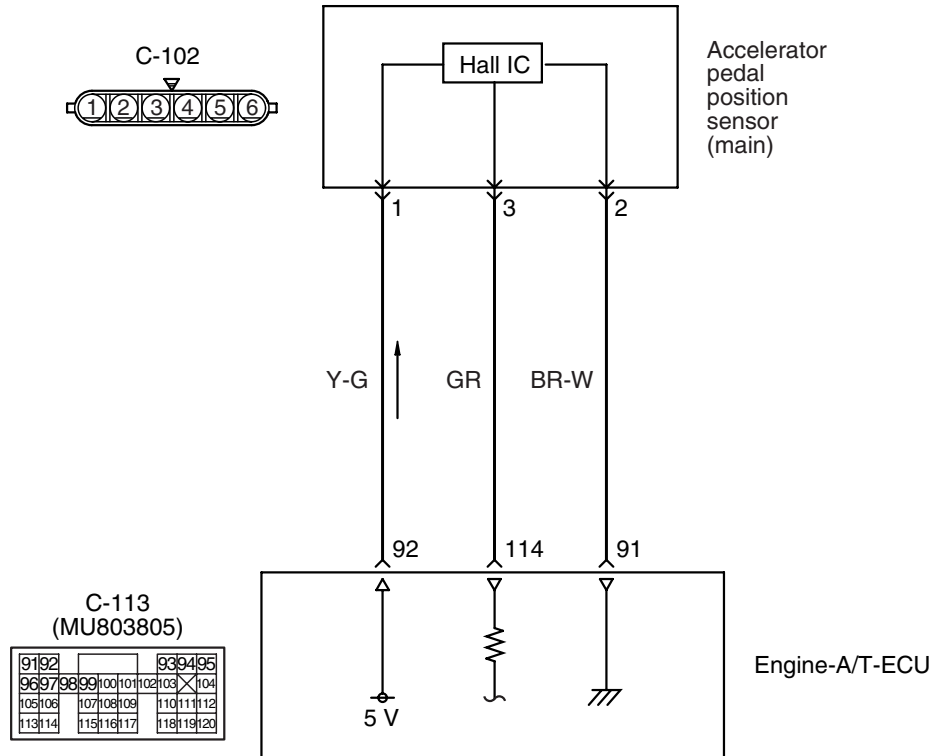 C-102
1 2 3 4 5 6
Hall IC
Accelerator
pedal
position
sensor
(main)
1 3 2
Y-G GR BR-W
92 114 91
C-113
(MU803805)
91 92 93 94 95
96 97 98 99 100 101 102 103 104
105 106 107 108 109 110 111 112
113 114 115 116 117 118 119 120
5 V
Engine-A/T-ECU